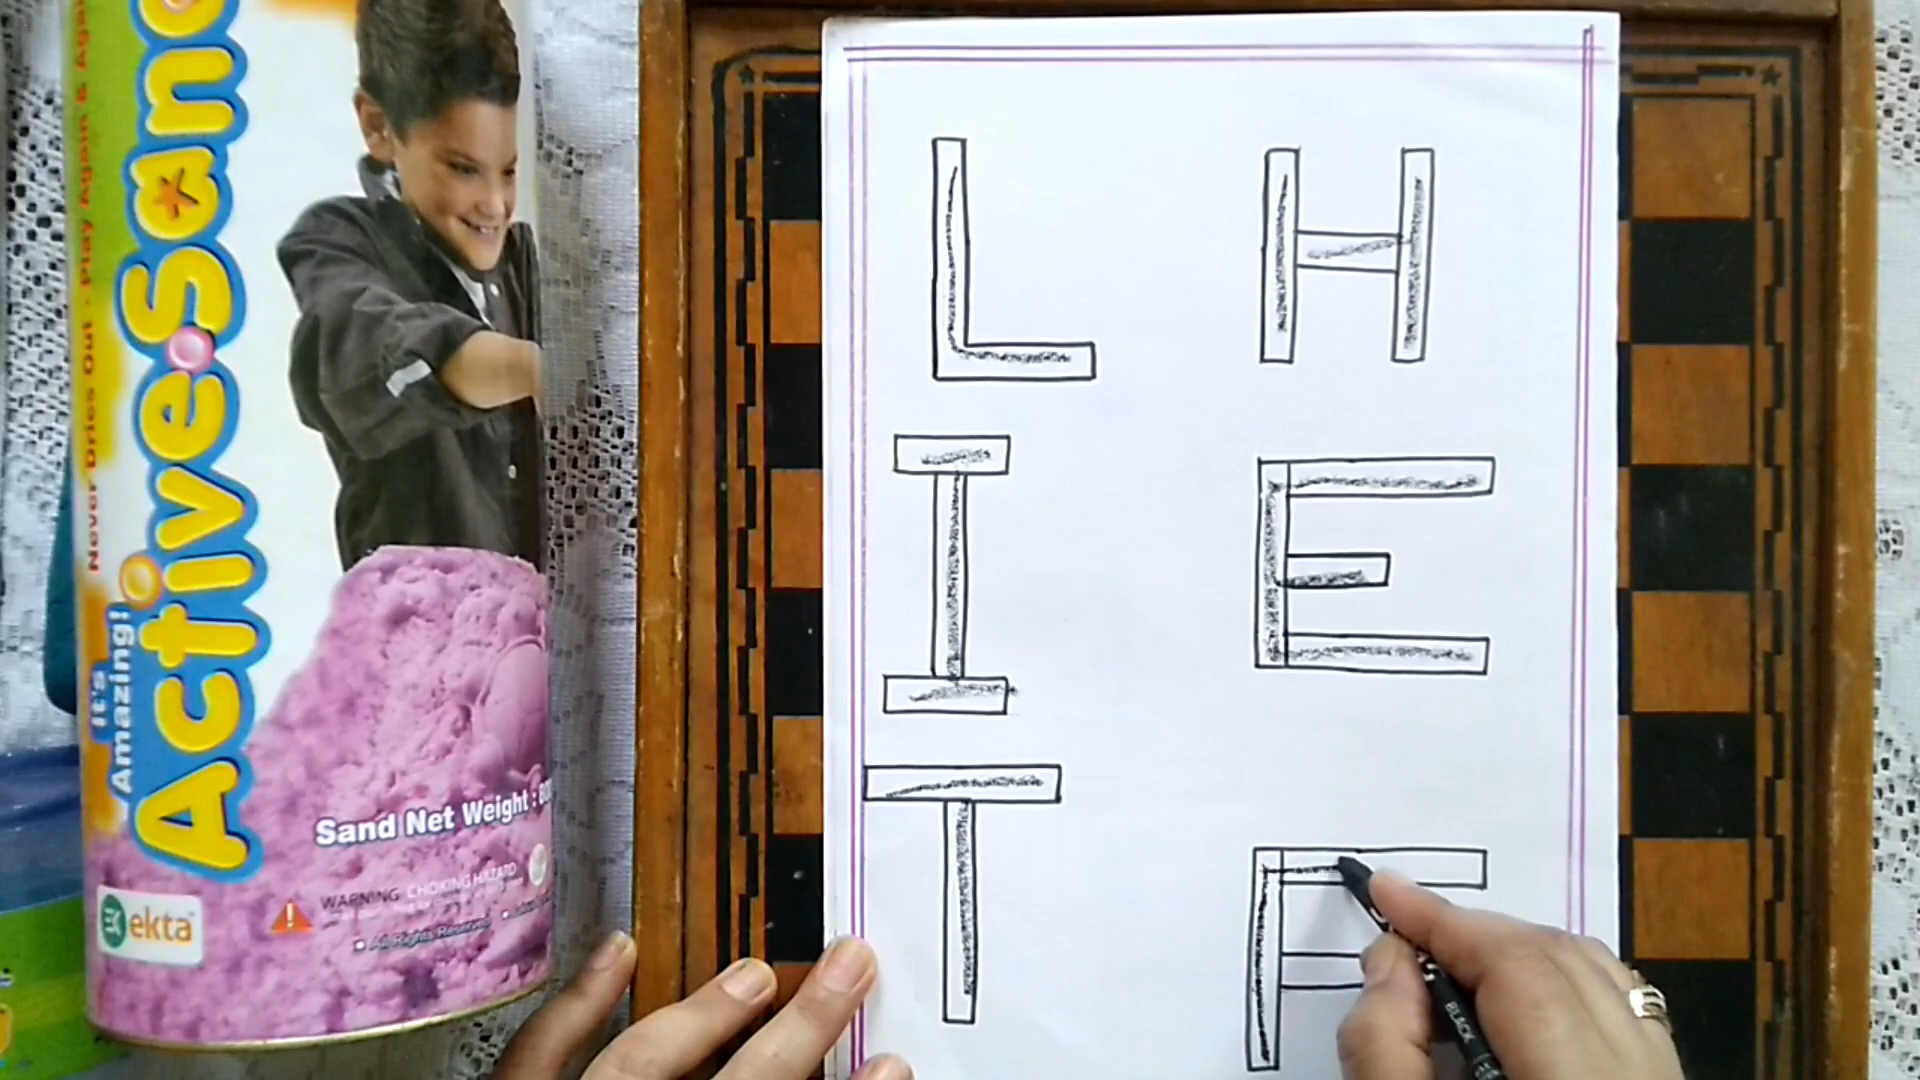 Never Dries Out · Play Again & Again
It's
Amazing!
Active Sand
Sand Net Weight :
WARNING: CHOKING HAZARD
All Rights Reserved
ekta
L H
I E
T F
BLACK